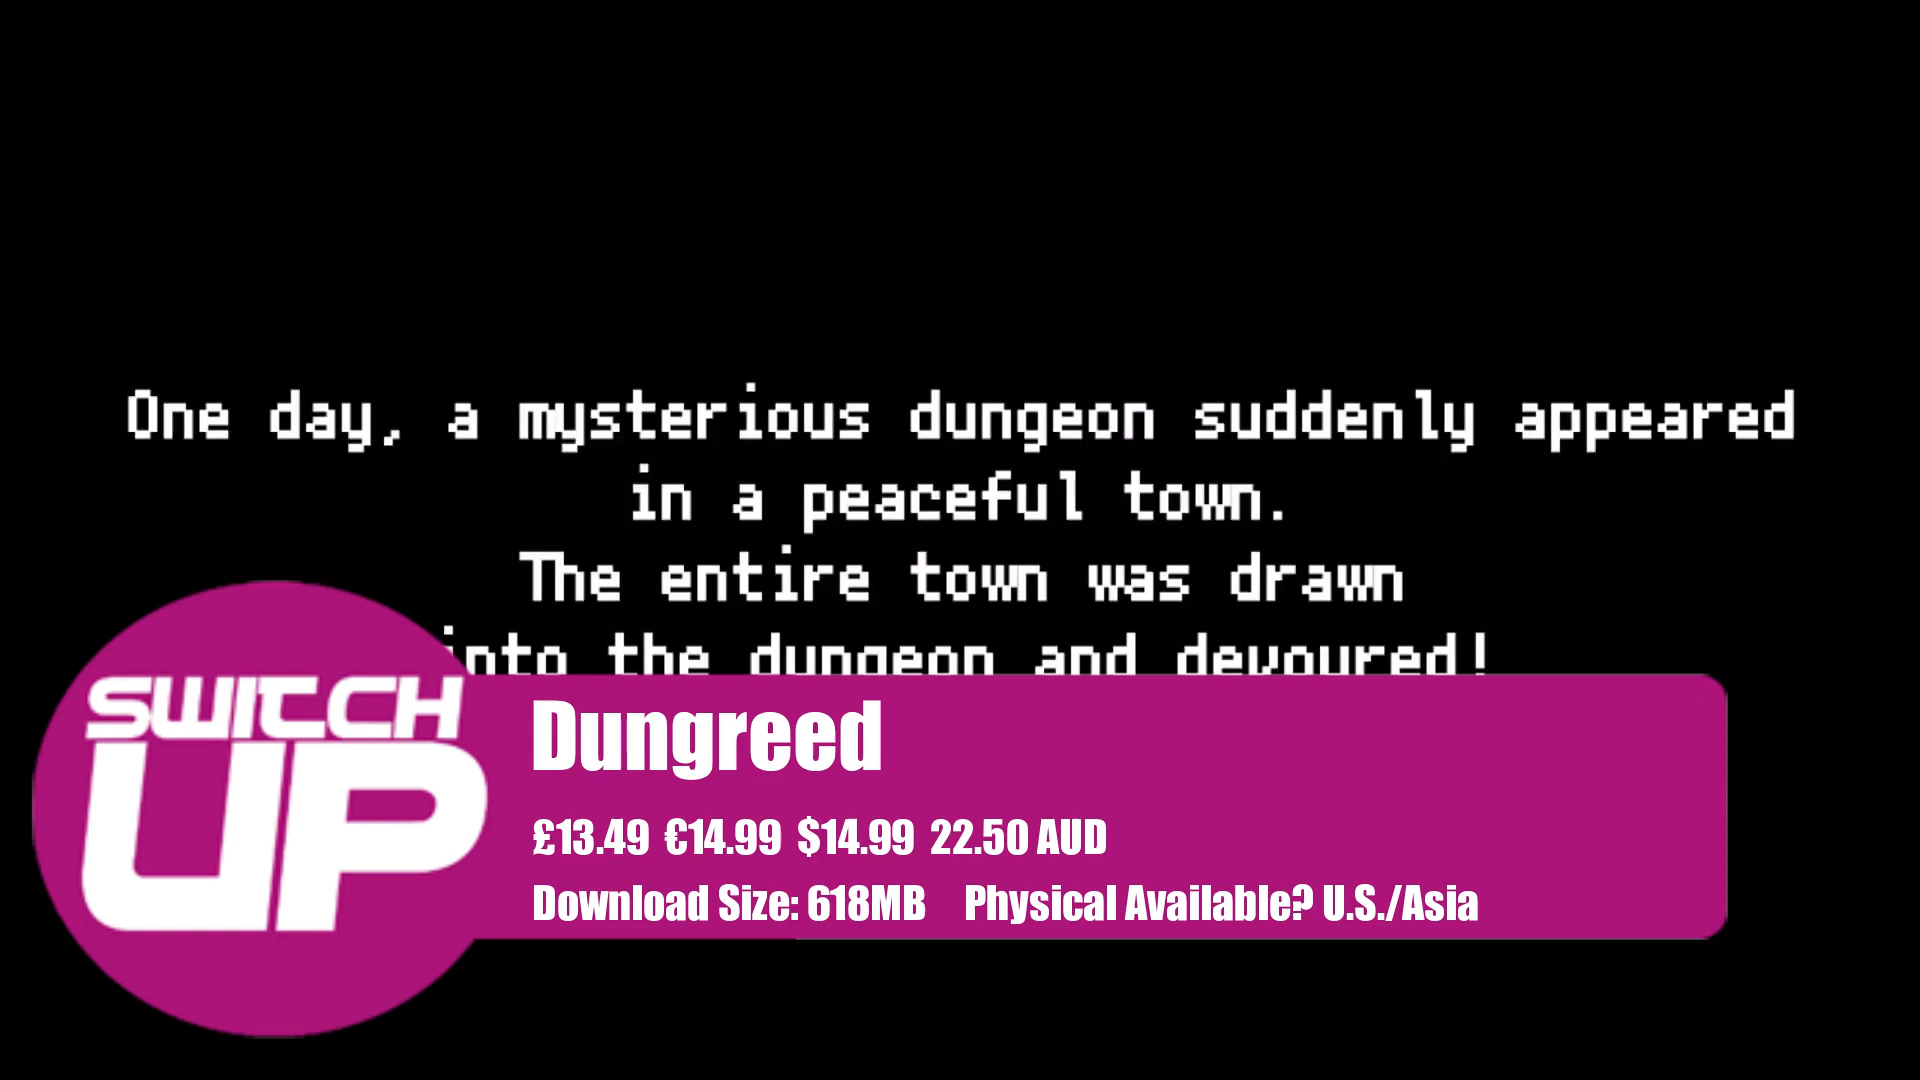 One day, a mysterious dungeon suddenly appeared
in a peaceful town.
The entire town was drawn
into the dungeon and devoured!
SWITCH
UP
Dungreed
£13.49 €14.99 $14.99 22.50 AUD
Download Size: 618MB Physical Available? U.S./Asia